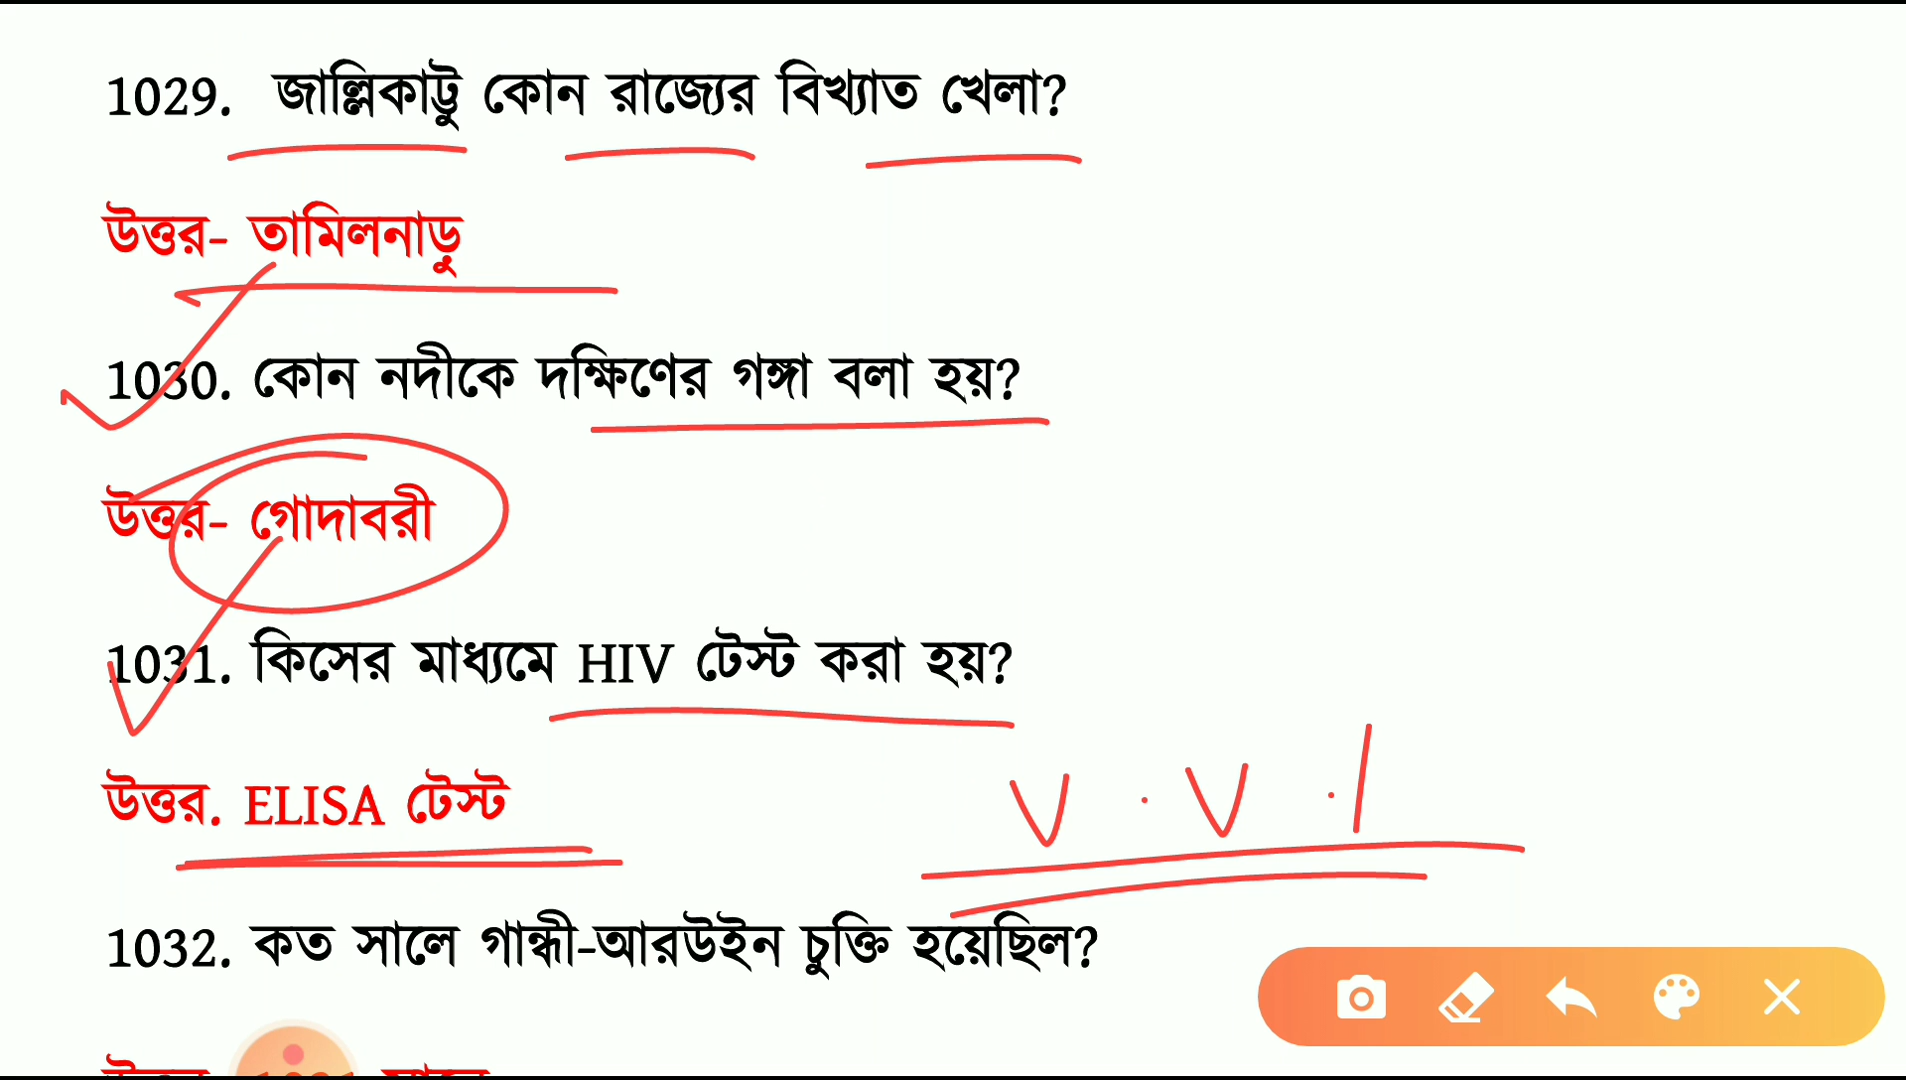 1029. জাল্লিকাট্টু কোন রাজ্যের বিখ্যাত খেলা?
উত্তর- তামিলনাড়ু
1030. কোন নদীকে দক্ষিণের গঙ্গা বলা হয়?
উত্তর- গোদাবরী
1031. কিসের মাধ্যমে HIV টেস্ট করা হয়?
উত্তর. ELISA টেস্ট
V . V . I
1032. কত সালে গান্ধী-আরউইন চুক্তি হয়েছিল?